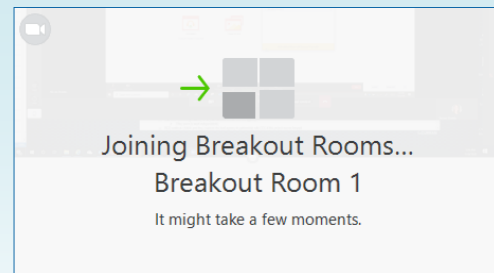 Joining Breakout Rooms...
Breakout Room 1
It might take a few moments.